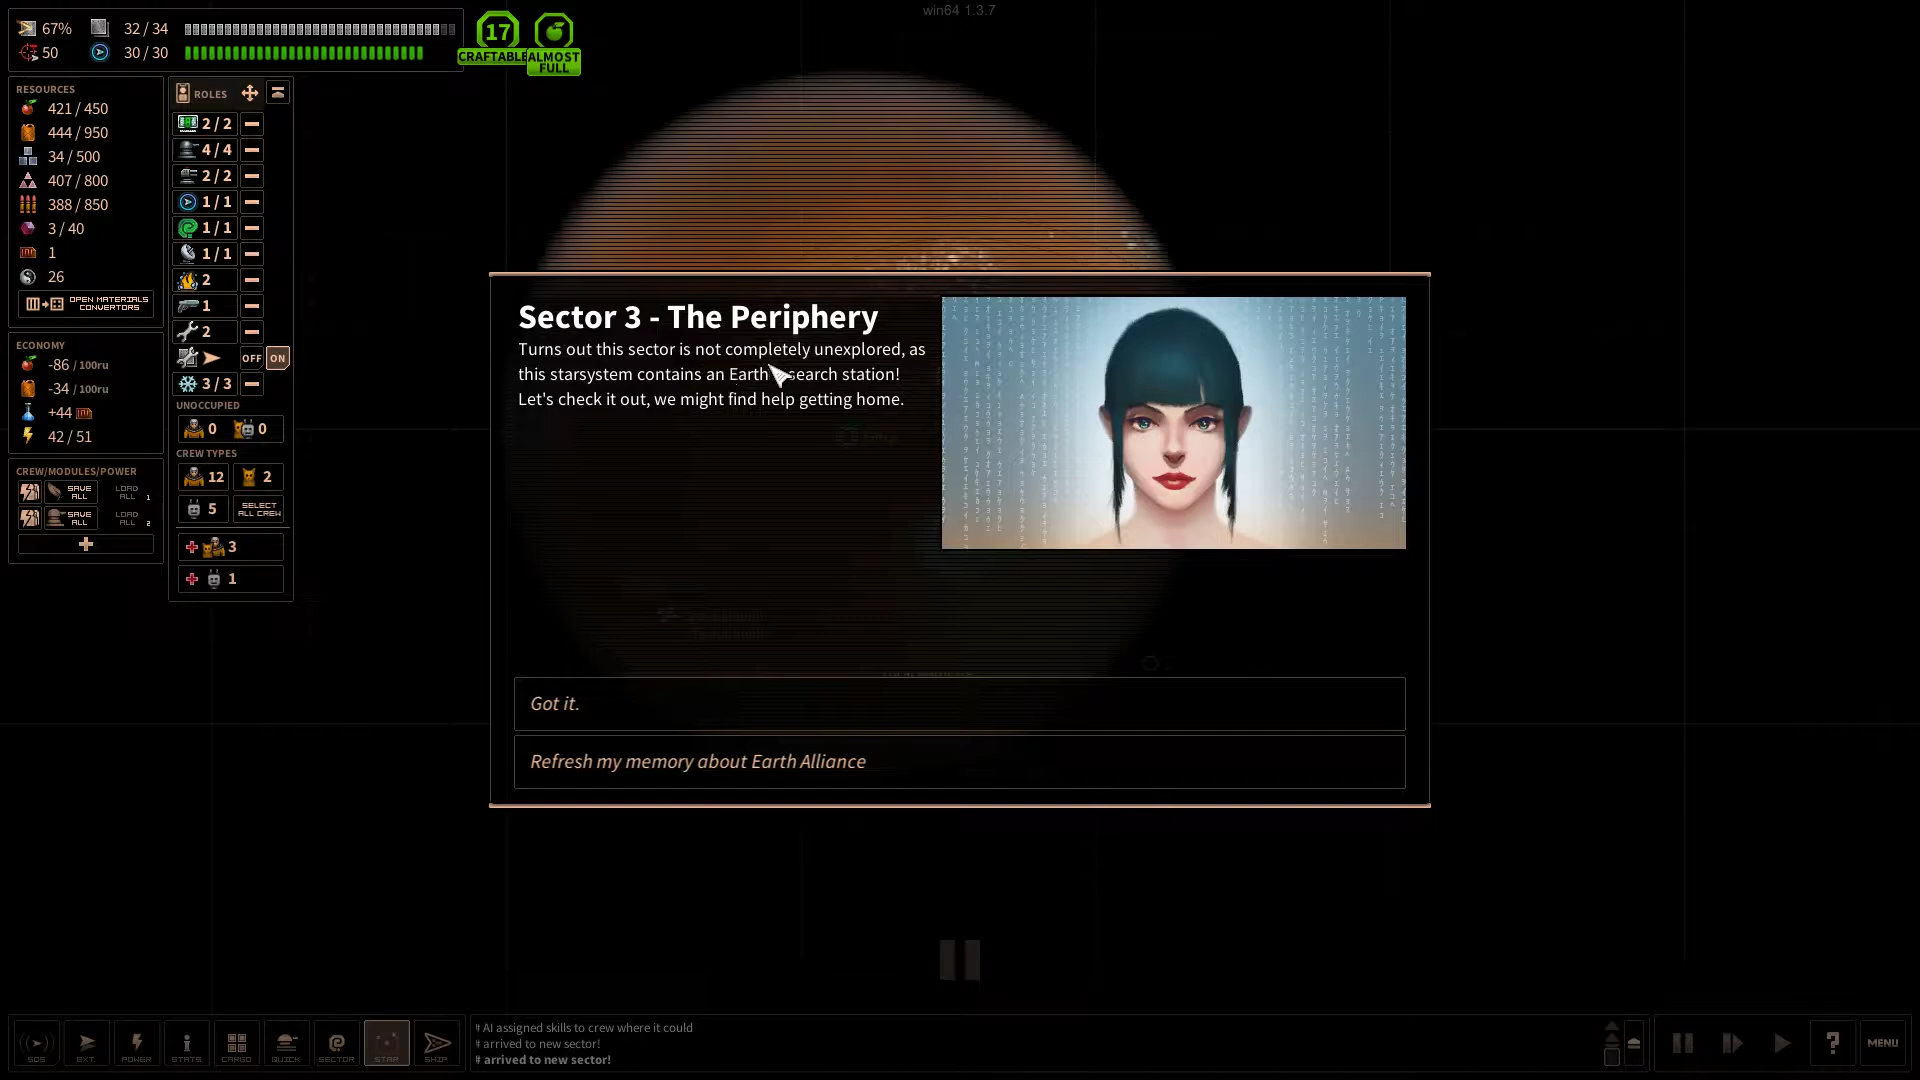 win64 1.3.7
67%
32 / 34
50
30 / 30
17
CRAFTABLE
ALMOST
FULL
RESOURCES
421 / 450
444 / 950
34 / 500
407 / 800
388 / 850
3 / 40
1
26
OPEN MATERIALS
CONVERTORS
ECONOMY
-86 / 100ru
-34 / 100ru
+44
42 / 51
CREW/MODULES/POWER
SAVE
ALL
LOAD
ALL 1
SAVE
ALL
LOAD
ALL 2
ROLES
2 / 2
4 / 4
2 / 2
1 / 1
1 / 1
1 / 1
2
1
2
OFF
ON
3 / 3
UNOCCUPIED
0
0
CREW TYPES
12
2
5
SELECT
ALL CREW
3
1
Sector 3 - The Periphery
Turns out this sector is not completely unexplored, as
this starsystem contains an Earth search station!
Let's check it out, we might find help getting home.
Got it.
Refresh my memory about Earth Alliance
SOS
EXT.
POWER
STATS
CARGO
QUICK
SECTOR
STAR
SHIP
# AI assigned skills to crew where it could
# arrived to new sector!
# arrived to new sector!
?
MENU